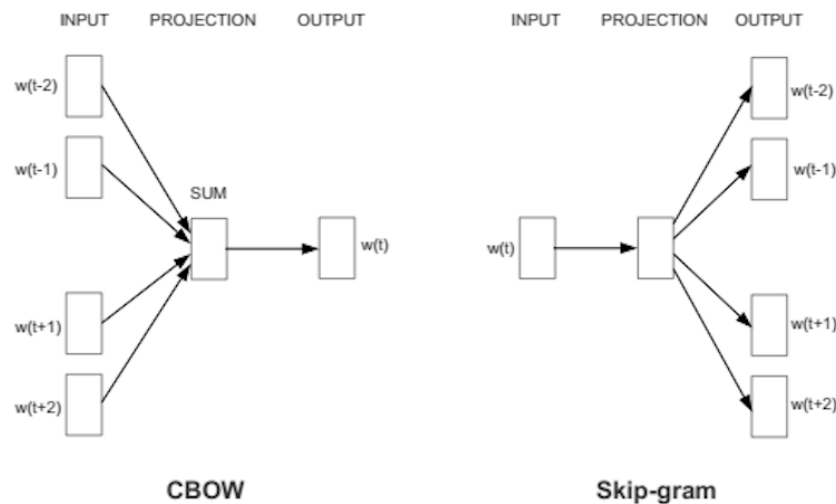 INPUT PROJECTION OUTPUT
w(t-2)
w(t-1)
SUM
w(t)
w(t+1)
w(t+2)
CBOW
INPUT PROJECTION OUTPUT
w(t-2)
w(t-1)
w(t)
w(t+1)
w(t+2)
Skip-gram